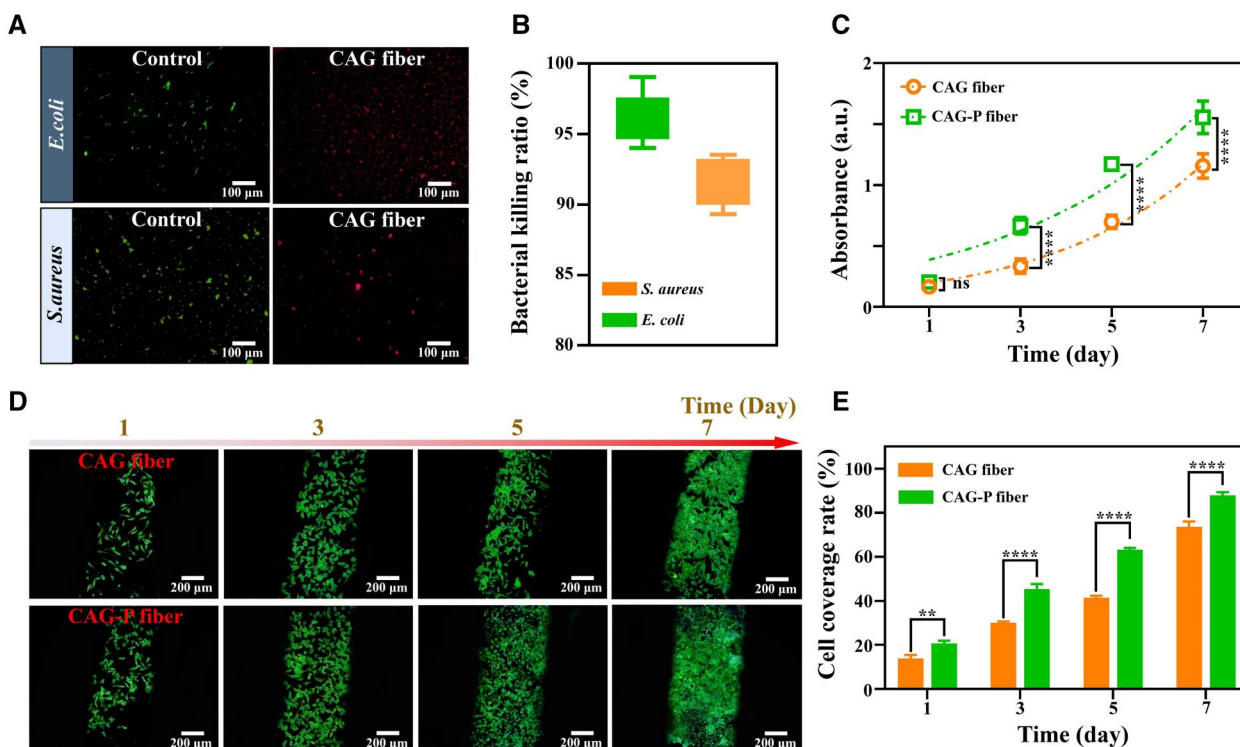 A
Control
CAG fiber
E.coli
100 μm
100 μm
Control
CAG fiber
S.aureus
100 μm
100 μm
B
Bacterial killing ratio (%)
100
95
90
85
80
S. aureus
E. coli
C
Absorbance (a.u.)
2
1
0
CAG fiber
CAG-P fiber
ns
****
****
****
1 3 5 7
Time (day)
D
Time (Day)
1 3 5 7
CAG fiber
200 μm
200 μm
200 μm
200 μm
CAG-P fiber
200 μm
200 μm
200 μm
200 μm
E
Cell coverage rate (%)
100
80
60
40
20
0
CAG fiber
CAG-P fiber
**
****
****
****
1 3 5 7
Time (day)